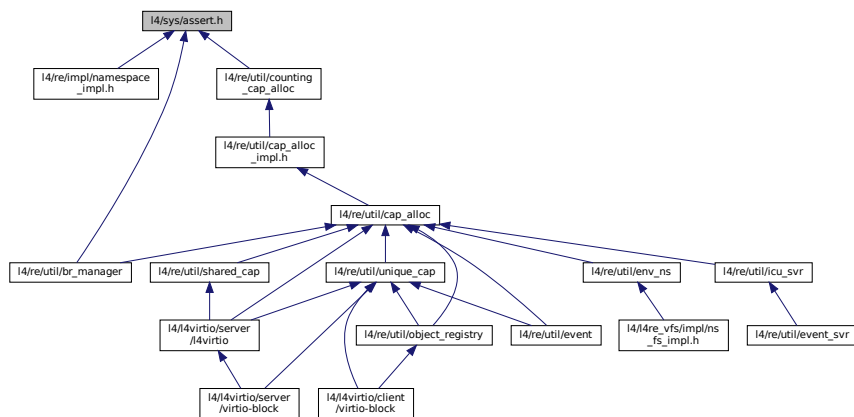 l4/sys/assert.h
l4/re/impl/namespace
_impl.h
l4/re/util/counting
_cap_alloc
l4/re/util/cap_alloc
_impl.h
l4/re/util/cap_alloc
l4/re/util/br_manager
l4/re/util/shared_cap
l4/re/util/unique_cap
l4/re/util/env_ns
l4/re/util/icu_svr
l4/l4virtio/server
/l4virtio
l4/re/util/object_registry
l4/re/util/event
l4/l4re_vfs/impl/ns
_fs_impl.h
l4/re/util/event_svr
l4/l4virtio/server
/virtio-block
l4/l4virtio/client
/virtio-block